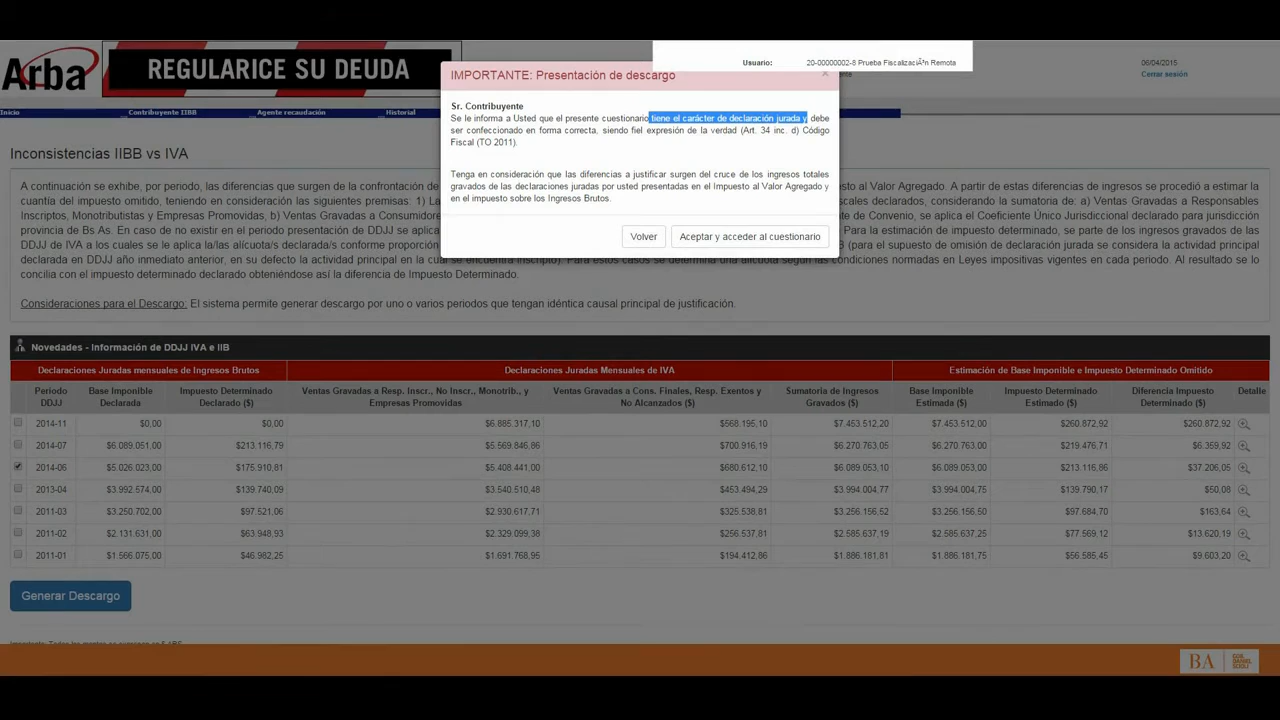 Arba
REGULARICE SU DEUDA
Usuario: 20-00000002-8 Prueba FiscalizaciÃ³n Remota
06/04/2015
Cerrar sesión
Inicio Contribuyente IIBB Agente recaudación Historial
IMPORTANTE: Presentación de descargo
×
Sr. Contribuyente
Se le informa a Usted que el presente cuestionario tiene el carácter de declaración jurada y debe
ser confeccionado en forma correcta, siendo fiel expresión de la verdad (Art. 34 inc. d) Código
Fiscal (TO 2011).
Tenga en consideración que las diferencias a justificar surgen del cruce de los ingresos totales
gravados de las declaraciones juradas por usted presentadas en el Impuesto al Valor Agregado y
en el impuesto sobre los Ingresos Brutos.
Volver
Aceptar y acceder al cuestionario
Inconsistencias IIBB vs IVA
A continuación se exhibe, por periodo, las diferencias que surgen de la confrontación de al Valor Agregado. A partir de estas diferencias de ingresos se procedió a estimar la
cuantía del impuesto omitido, teniendo en consideración las siguientes premisas: 1) La scales declarados, considerando la sumatoria de: a) Ventas Gravadas a Responsables
Inscriptos, Monotributistas y Empresas Promovidas, b) Ventas Gravadas a Consumidore te de Convenio, se aplica el Coeficiente Único Jurisdiccional declarado para jurisdicción
provincia de Bs As. En caso de no existir en el periodo presentación de DDJJ se aplica Para la estimación de impuesto determinado, se parte de los ingresos gravados de las
DDJJ de IVA a los cuales se le aplica la/las alícuota/s declarada/s conforme proporción B (para el supuesto de omisión de declaración jurada se considera la actividad principal
declarada en DDJJ año inmediato anterior, en su defecto la actividad principal en la cual se encuentra inscripto). Para estos casos se determina una alícuota según las condiciones normadas en Leyes impositivas vigentes en cada periodo. Al resultado se lo
concilia con el impuesto determinado declarado obteniéndose así la diferencia de Impuesto Determinado.
Consideraciones para el Descargo: El sistema permite generar descargo por uno o varios periodos que tengan idéntica causal principal de justificación.
Novedades - Información de DDJJ IVA e IIB
Declaraciones Juradas mensuales de Ingresos Brutos Declaraciones Juradas Mensuales de IVA Estimación de Base Imponible e Impuesto Determinado Omitido
Periodo Base Imponible Impuesto Determinado Ventas Gravadas a Resp. Inscr., No Inscr., Monotrib., y Ventas Gravadas a Cons. Finales, Resp. Exentos y Sumatoria de Ingresos Base Imponible Impuesto Determinado Diferencia Impuesto Detalle
DDJJ Declarada Declarado ($) Empresas Promovidas No Alcanzados ($) Gravados ($) Estimada ($) Estimado ($) Determinado ($)
2014-11 $0,00 $0,00 $6.885.317,10 $568.195,10 $7.453.512,20 $7.453.512,00 $260.872,92 $260.872,92
2014-07 $6.089.051,00 $213.116,79 $5.569.846,86 $700.916,19 $6.270.763,05 $6.270.763,00 $219.476,71 $6.359,92
2014-06 $5.026.023,00 $175.910,81 $5.408.441,00 $680.612,10 $6.089.053,10 $6.089.053,00 $213.116,86 $37.206,05
2013-04 $3.992.574,00 $139.740,09 $3.540.510,48 $453.494,29 $3.994.004,77 $3.994.004,75 $139.790,17 $50,08
2011-03 $3.250.702,00 $97.521,06 $2.930.617,71 $325.538,81 $3.256.156,52 $3.256.156,50 $97.684,70 $163,64
2011-02 $2.131.631,00 $63.948,93 $2.329.099,38 $256.537,81 $2.585.637,19 $2.585.637,25 $77.569,12 $13.620,19
2011-01 $1.566.075,00 $46.982,25 $1.691.768,95 $194.412,86 $1.886.181,81 $1.886.181,75 $56.585,45 $9.603,20
Generar Descargo
BA
GOB.
DANIEL
SCIOLI